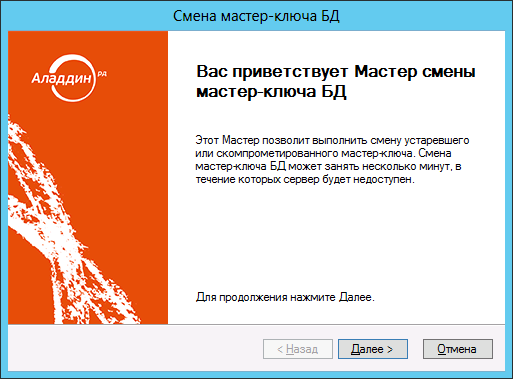 Смена мастер-ключа БД
Аладдин РД
Вас приветствует Мастер смены
мастер-ключа БД
Этот Мастер позволит выполнить смену устаревшего
или скомпрометированного мастер-ключа. Смена
мастер-ключа БД может занять несколько минут, в
течение которых сервер будет недоступен.
Для продолжения нажмите Далее.
< Назад Далее > Отмена